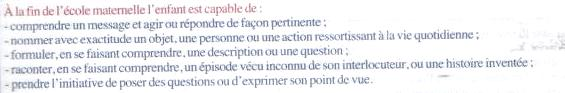 À la fin de l'école maternelle l'enfant est capable de :
- comprendre un message et agir ou répondre de façon pertinente ;
- nommer avec exactitude un objet, une personne ou une action ressortissant à la vie quotidienne ;
- formuler, en se faisant comprendre, une description ou une question ;
- raconter, en se faisant comprendre, un épisode vécu inconnu de son interlocuteur, ou une histoire inventée ;
- prendre l'initiative de poser des questions ou d'exprimer son point de vue.